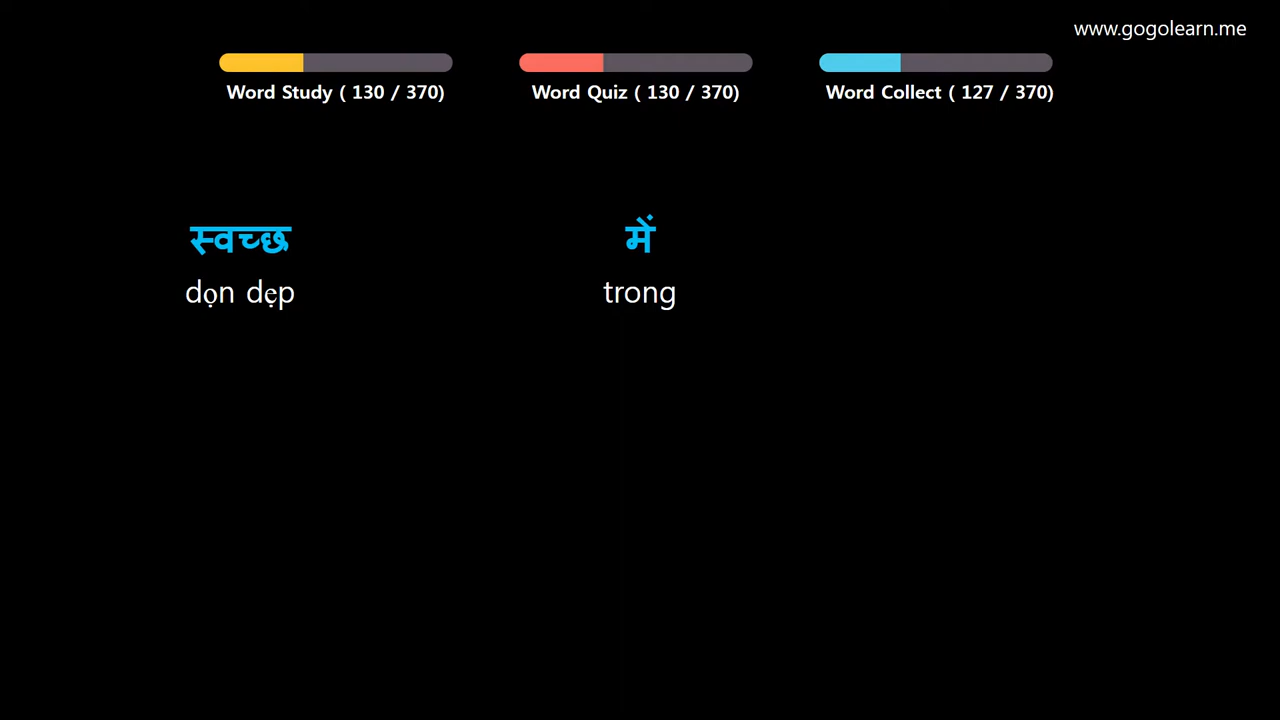 www.gogolearn.me
Word Study ( 130 / 370)
Word Quiz ( 130 / 370)
Word Collect ( 127 / 370)
स्वच्छ
dọn dẹp
में
trong